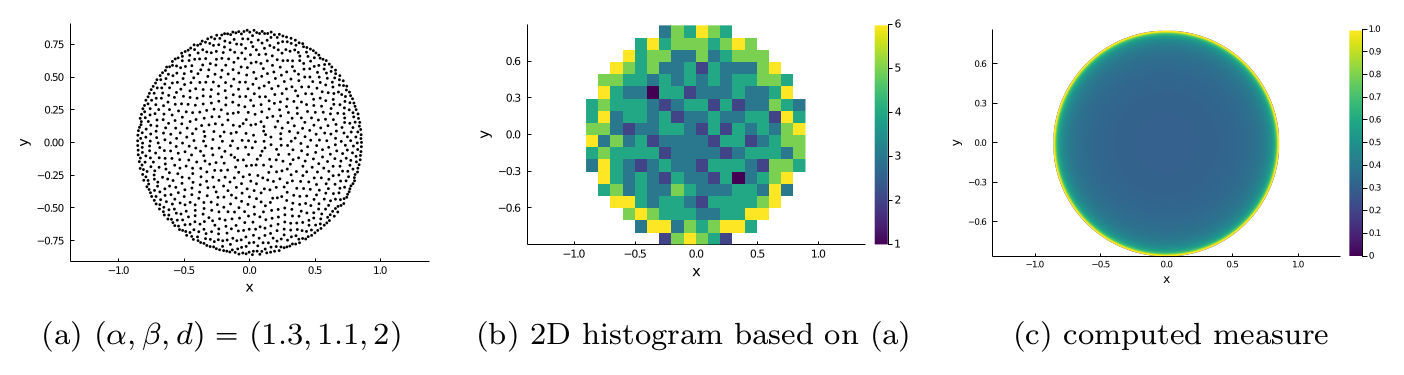 0.75
0.50
0.25
0.00
−0.25
−0.50
−0.75
y
−1.0 −0.5 0.0 0.5 1.0
x
0.6
0.3
0.0
−0.3
−0.6
y
−1.0 −0.5 0.0 0.5 1.0
x
6
5
4
3
2
1
0.6
0.3
0.0
−0.3
−0.6
y
−1.0 −0.5 0.0 0.5 1.0
x
1.0
0.9
0.8
0.7
0.6
0.5
0.4
0.3
0.2
0.1
0
(a) (α, β, d) = (1.3, 1.1, 2)
(b) 2D histogram based on (a)
(c) computed measure